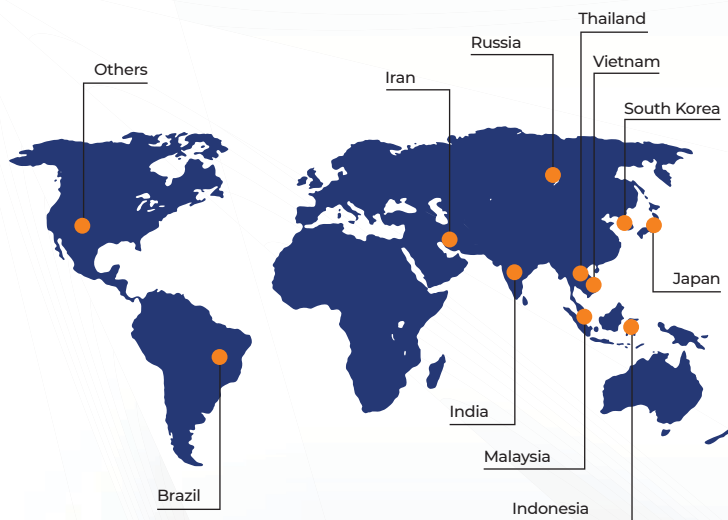 Thailand
Russia
Vietnam
Others
Iran
South Korea
Japan
India
Malaysia
Brazil
Indonesia